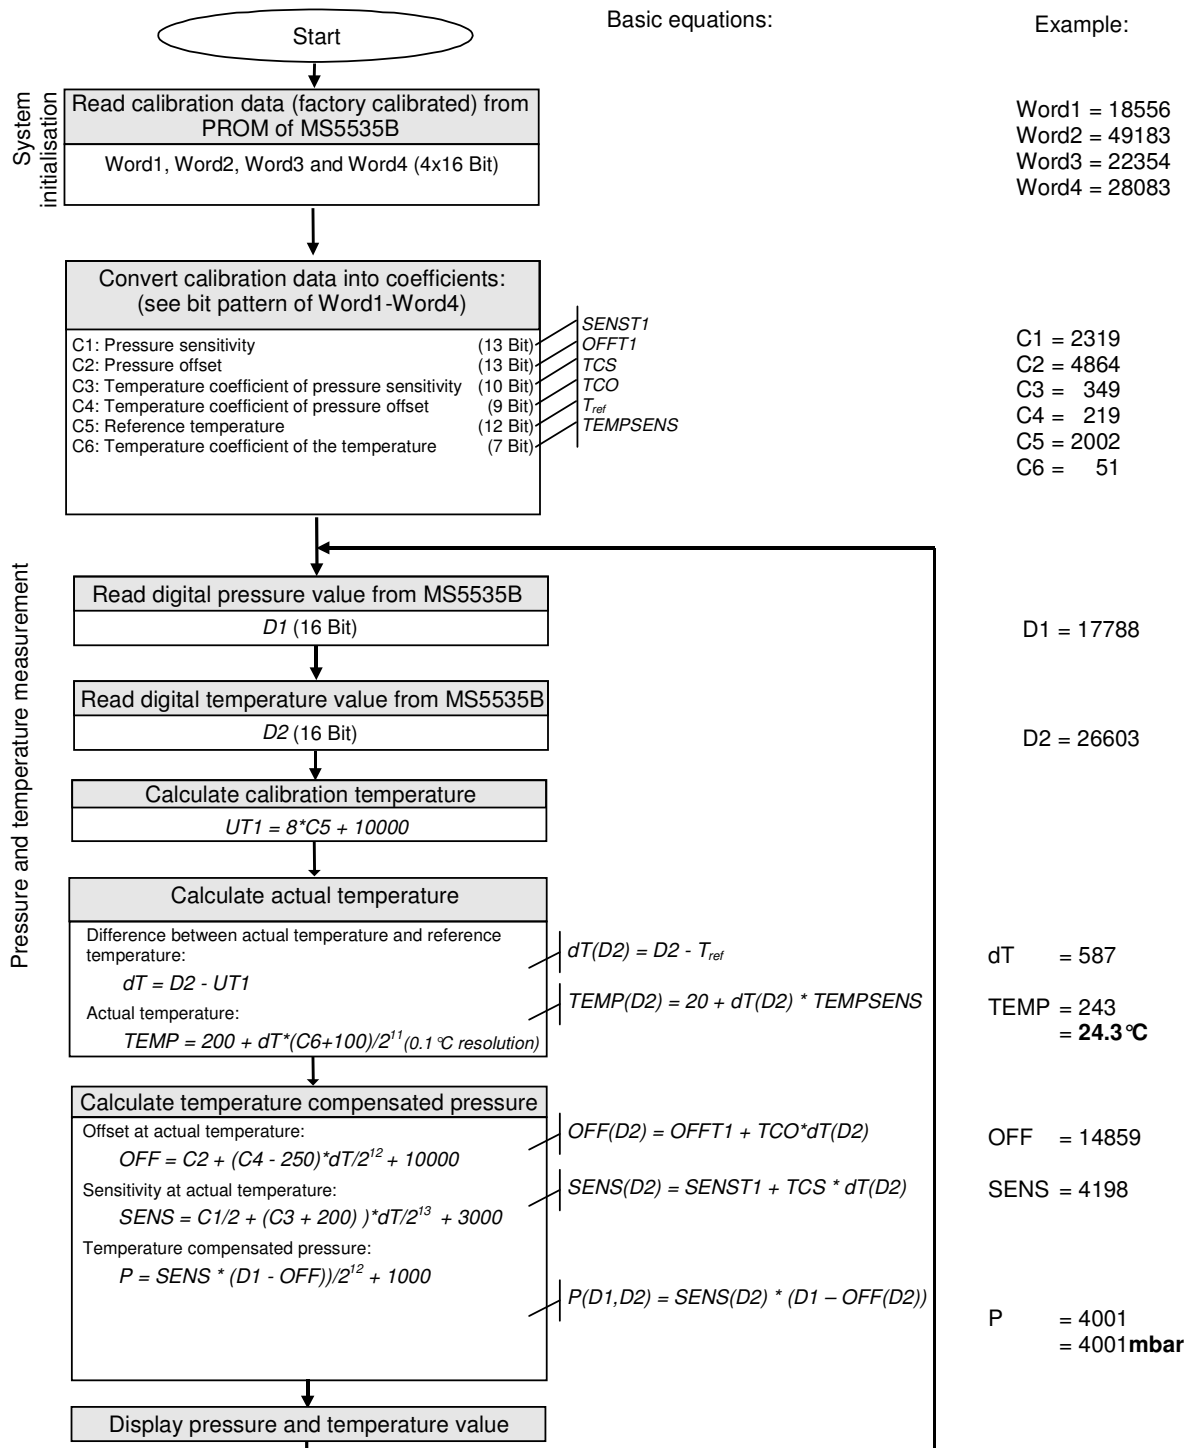 Basic equations:
Example:
Start
System
initialisation
Read calibration data (factory calibrated) from
PROM of MS5535B
Word1, Word2, Word3 and Word4 (4x16 Bit)
Word1 = 18556
Word2 = 49183
Word3 = 22354
Word4 = 28083
Convert calibration data into coefficients:
(see bit pattern of Word1-Word4)
C1: Pressure sensitivity (13 Bit)
C2: Pressure offset (13 Bit)
C3: Temperature coefficient of pressure sensitivity (10 Bit)
C4: Temperature coefficient of pressure offset (9 Bit)
C5: Reference temperature (12 Bit)
C6: Temperature coefficient of the temperature (7 Bit)
SENST1
OFFT1
TCS
TCO
Tref
TEMPSENS
C1 = 2319
C2 = 4864
C3 = 349
C4 = 219
C5 = 2002
C6 = 51
Pressure and temperature measurement
Read digital pressure value from MS5535B
D1 (16 Bit)
D1 = 17788
Read digital temperature value from MS5535B
D2 (16 Bit)
D2 = 26603
Calculate calibration temperature
UT1 = 8*C5 + 10000
Calculate actual temperature
Difference between actual temperature and reference
temperature:
dT = D2 - UT1
Actual temperature:
TEMP = 200 + dT*(C6+100)/2^11 (0.1°C resolution)
dT(D2) = D2 - Tref
TEMP(D2) = 20 + dT(D2) * TEMPSENS
dT = 587
TEMP = 243
= 24.3°C
Calculate temperature compensated pressure
Offset at actual temperature:
OFF = C2 + (C4 - 250)*dT/2^12 + 10000
Sensitivity at actual temperature:
SENS = C1/2 + (C3 + 200) )*dT/2^13 + 3000
Temperature compensated pressure:
P = SENS * (D1 - OFF))/2^12 + 1000
OFF(D2) = OFFT1 + TCO*dT(D2)
SENS(D2) = SENST1 + TCS * dT(D2)
P(D1,D2) = SENS(D2) * (D1 – OFF(D2))
OFF = 14859
SENS = 4198
P = 4001
= 4001mbar
Display pressure and temperature value